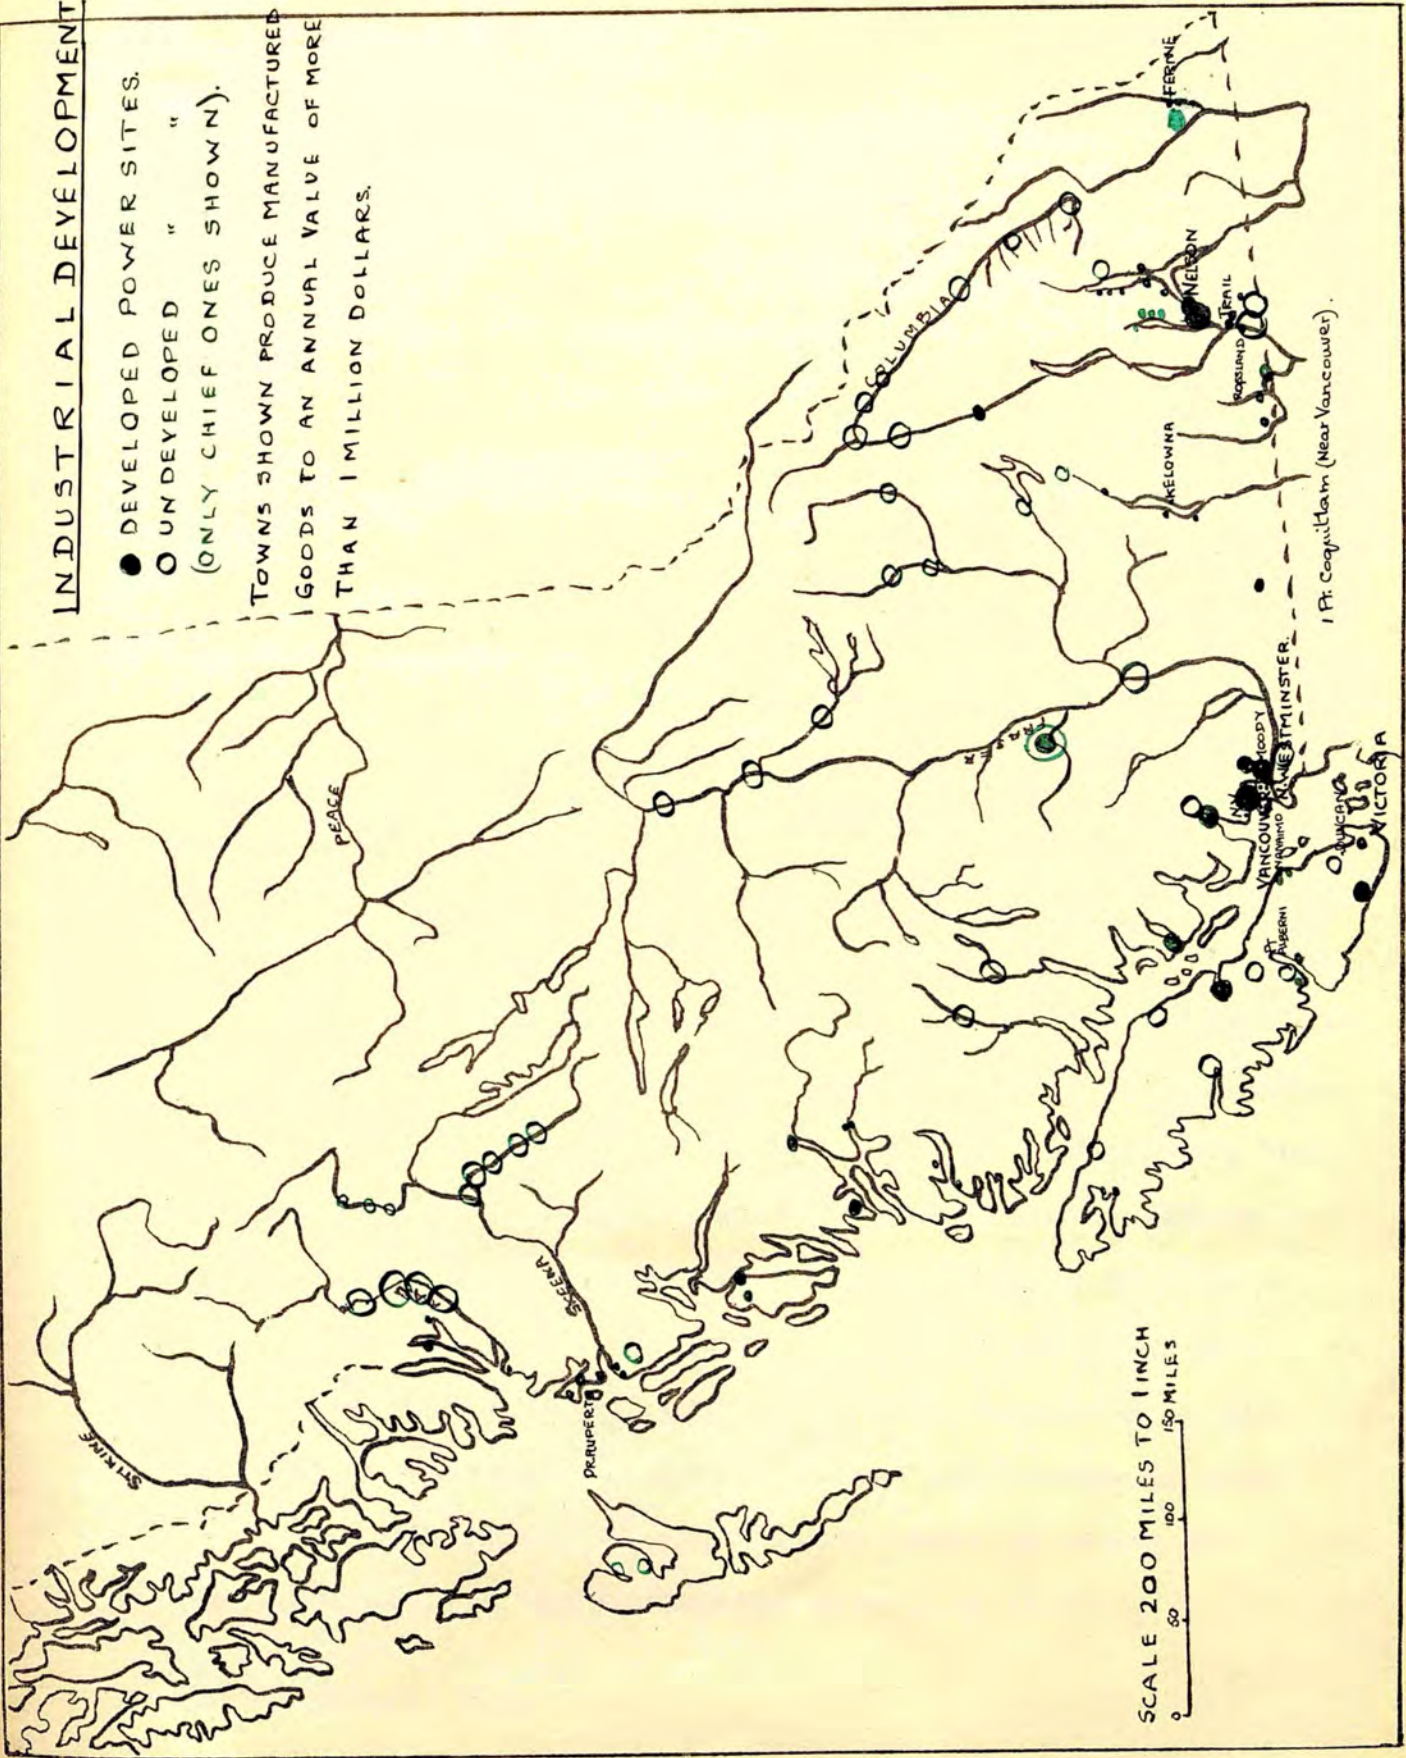 INDUSTRIAL DEVELOPMENT
● DEVELOPED POWER SITES.
O UNDEVELOPED " "
(ONLY CHIEF ONES SHOWN).
TOWNS SHOWN PRODUCE MANUFACTURED
GOODS TO AN ANNUAL VALUE OF MORE
THAN 1 MILLION DOLLARS.
STIKINE
PEACE
SKEENA
PR. RUPERT
COLUMBIA
FERNIE
NELSON
TRAIL
ROSSLAND
KELOWNA
VANCOUVER
MOODY
N. WESTMINSTER.
NANAIMO
DUNCAN
VICTORIA
PT
ALBERNI
1 Pt. Coquitlam (Near Vancouver).
SCALE 200 MILES TO 1 INCH
0 50 100 150 MILES